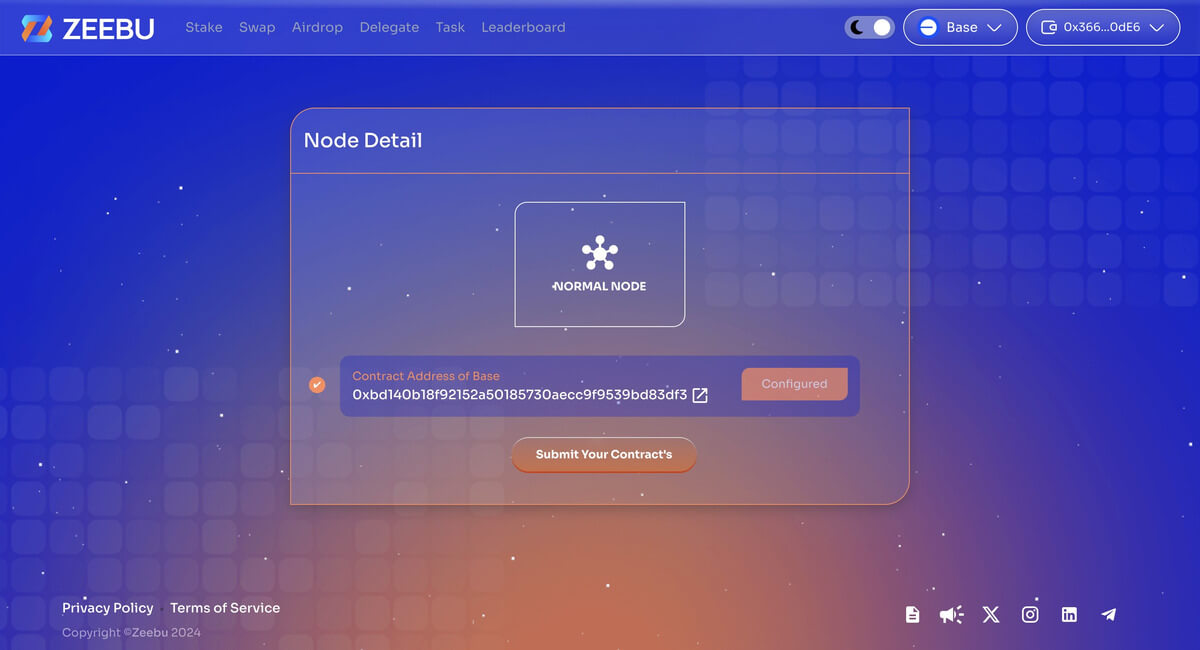 ZEEBU
Stake Swap Airdrop Delegate Task Leaderboard
Base
0x366...0dE6
Node Detail
NORMAL NODE
Contract Address of Base
0xbd140b18f92152a50185730aecc9f9539bd83df3
Configured
Submit Your Contract's
Privacy Policy Terms of Service
Copyright ©Zeebu 2024